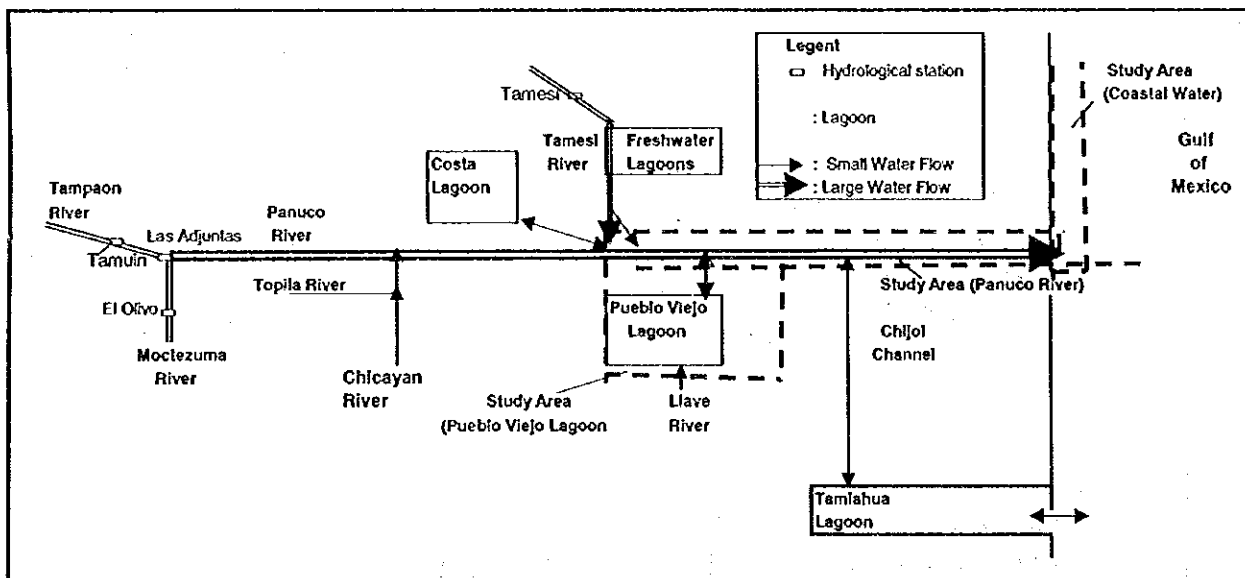 Legent
Hydrological station
: Lagoon
: Small Water Flow
: Large Water Flow
Study Area
(Coastal Water)
Gulf
of
Mexico
Tamesi
Tamesi
River
Freshwater
Lagoons
Costa
Lagoon
Tampaon
River
Tamuin
Las Adjuntas
Panuco
River
Topila River
El Olivo
Moctezuma
River
Chicayan
River
Pueblo Viejo
Lagoon
Study Area
(Pueblo Viejo Lagoon
Llave
River
Study Area (Panuco River)
Chijol
Channel
Tamiahua
Lagoon